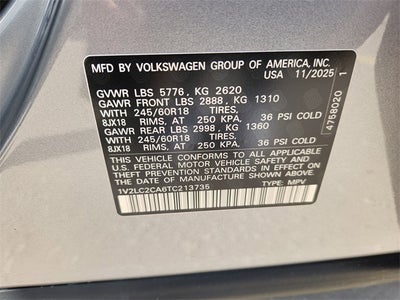 MFD BY VOLKSWAGEN GROUP OF AMERICA, INC.
USA 11/2025
GVWR LBS 5776, KG 2620
GAWR FRONT LBS 2888, KG 1310
WITH 245/60R18 TIRES,
8JX18 RIMS, AT 250 KPA. 36 PSI COLD
GAWR REAR LBS 2998, KG 1360
WITH 245/60R18 TIRES,
8JX18 RIMS, AT 250 KPA. 36 PSI COLD
THIS VEHICLE CONFORMS TO ALL APPLICABLE
U.S. FEDERAL MOTOR VEHICLE SAFETY AND
THEFT PREVENTION STANDARDS IN EFFECT ON THE
DATE OF MANUFACTURE SHOWN ABOVE.
1V2LC2CA6TC213735 TYPE: MPV
4758020 1